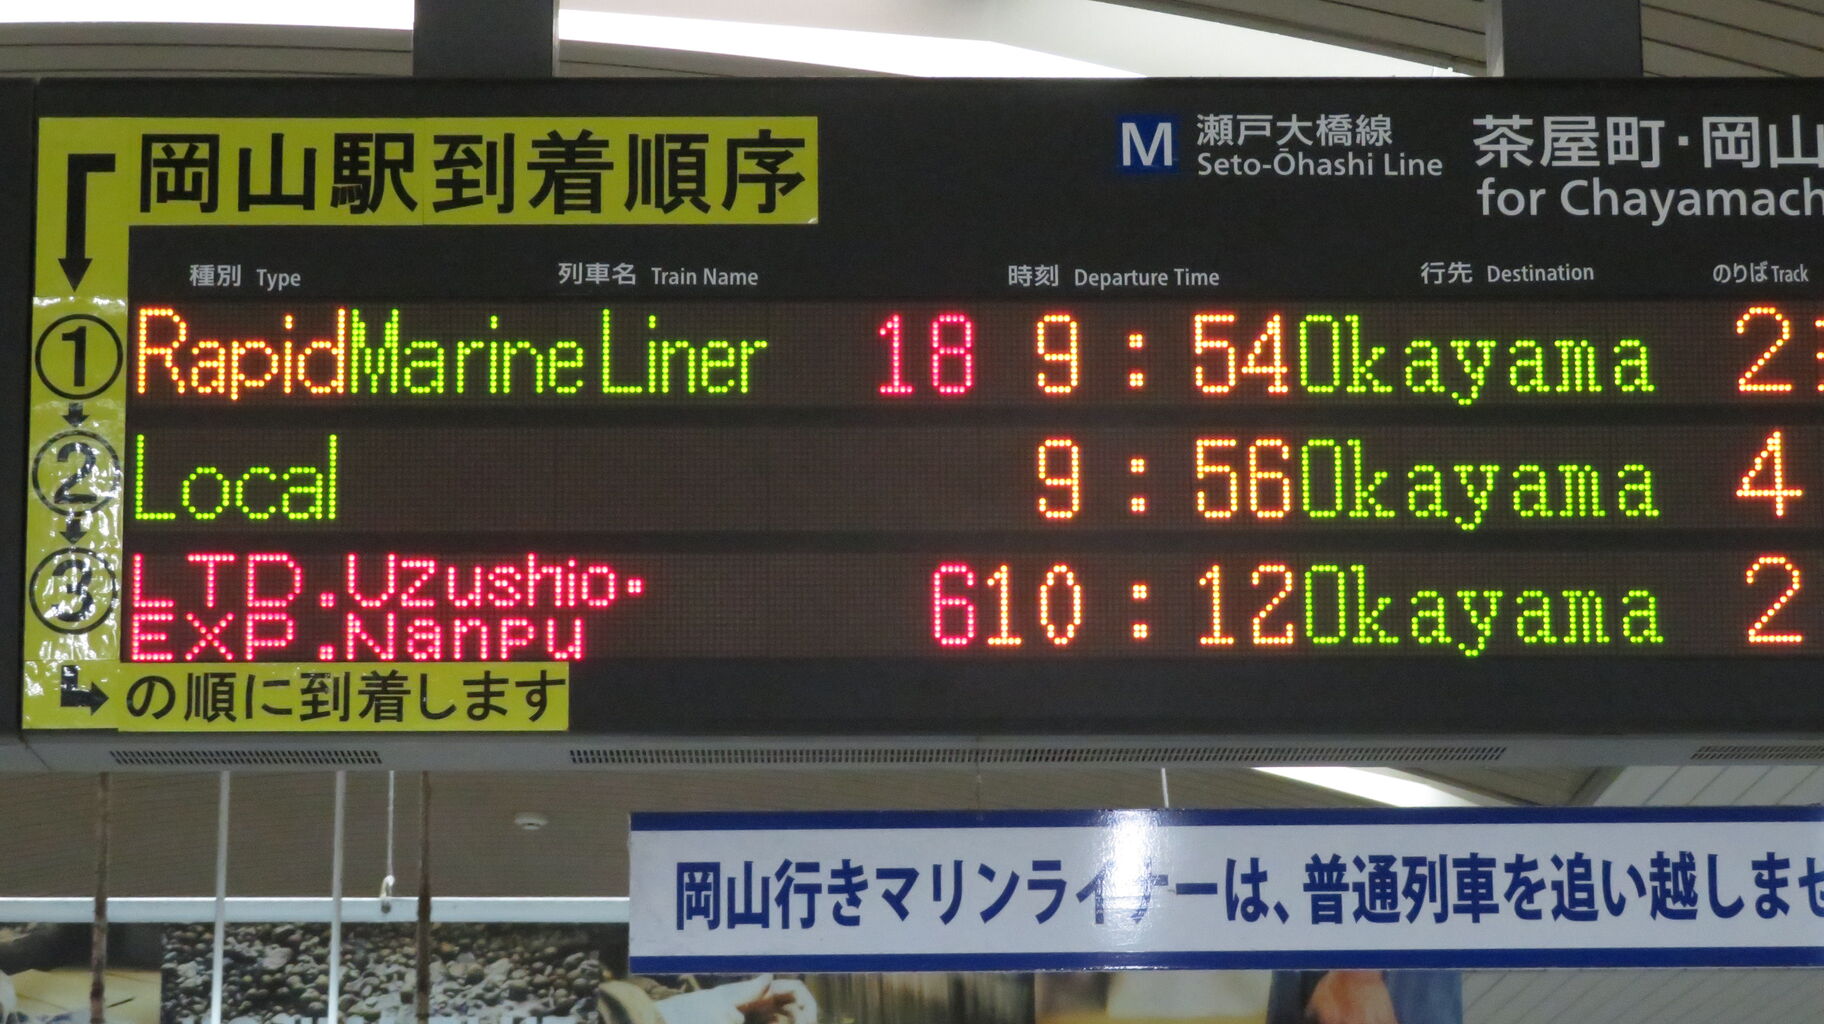 岡山駅到着順序
M 瀬戸大橋線 茶屋町・岡山
Seto-Ōhashi Line for Chayamach
種別 Type 列車名 Train Name 時刻 Departure Time 行先 Destination のりば Track
① Rapid Marine Liner 18 9:54 Okayama 2
② Local 9:56 Okayama 4
③ LTD. Uzushio・ 6 10:12 Okayama 2
EXP. Nanpu
の順に到着します
岡山行きマリンライナーは、普通列車を追い越しませ